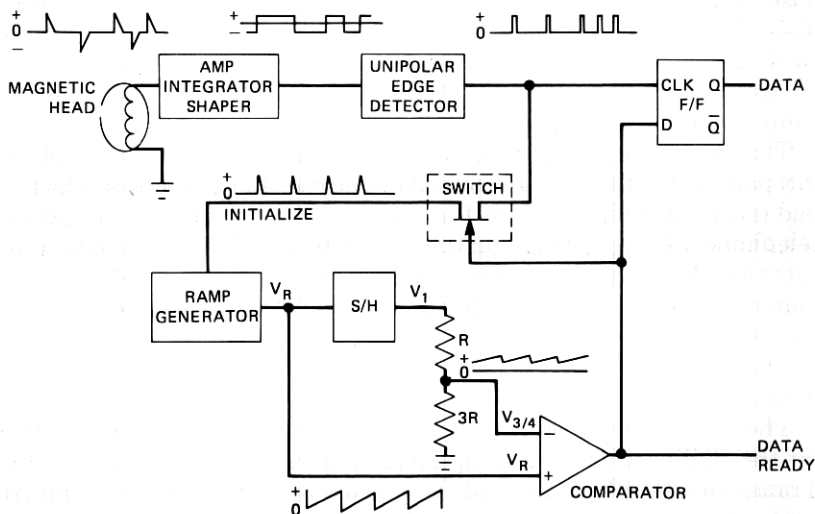 +
0
−
+
−
+
0
MAGNETIC
HEAD
AMP
INTEGRATOR
SHAPER
UNIPOLAR
EDGE
DETECTOR
CLK Q
F/F
D Q̅
DATA
+
0
INITIALIZE
SWITCH
RAMP
GENERATOR
V_R
S/H
V_1
R
+
0
3R
V_3/4
−
V_R
+
COMPARATOR
DATA
READY
+
0